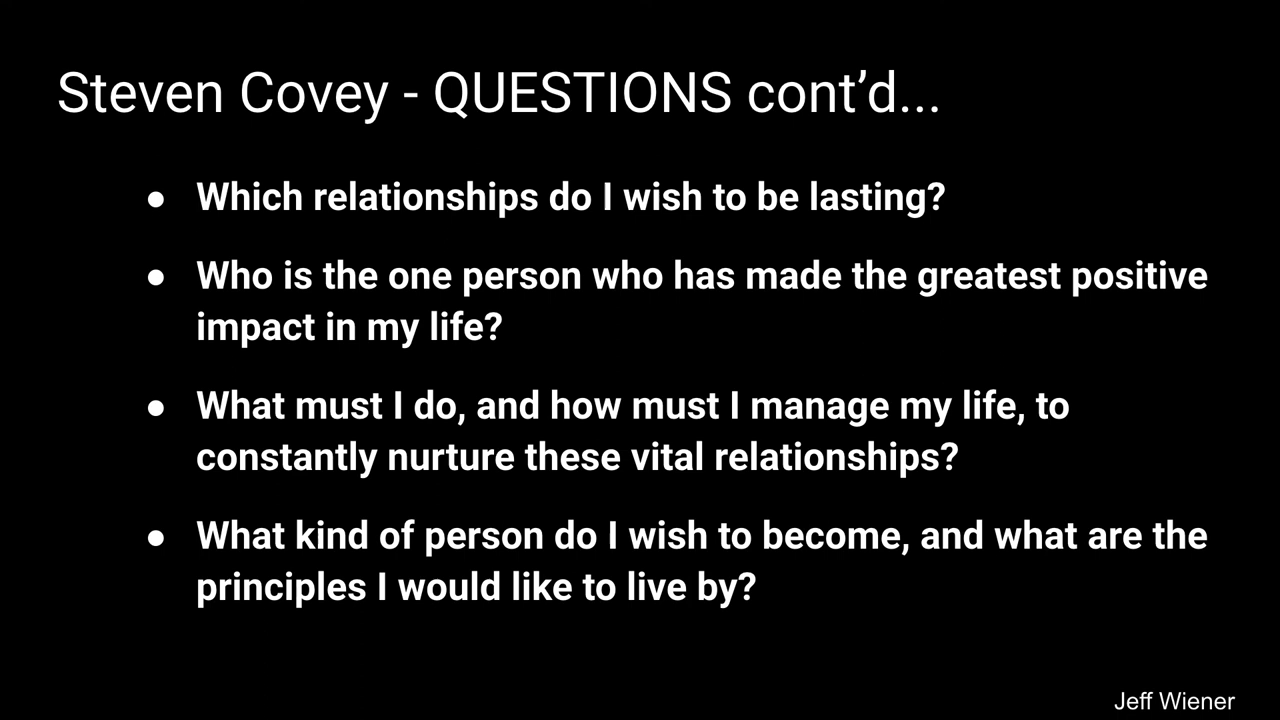 Steven Covey - QUESTIONS cont’d...
● Which relationships do I wish to be lasting?
● Who is the one person who has made the greatest positive
impact in my life?
● What must I do, and how must I manage my life, to
constantly nurture these vital relationships?
● What kind of person do I wish to become, and what are the
principles I would like to live by?
Jeff Wiener